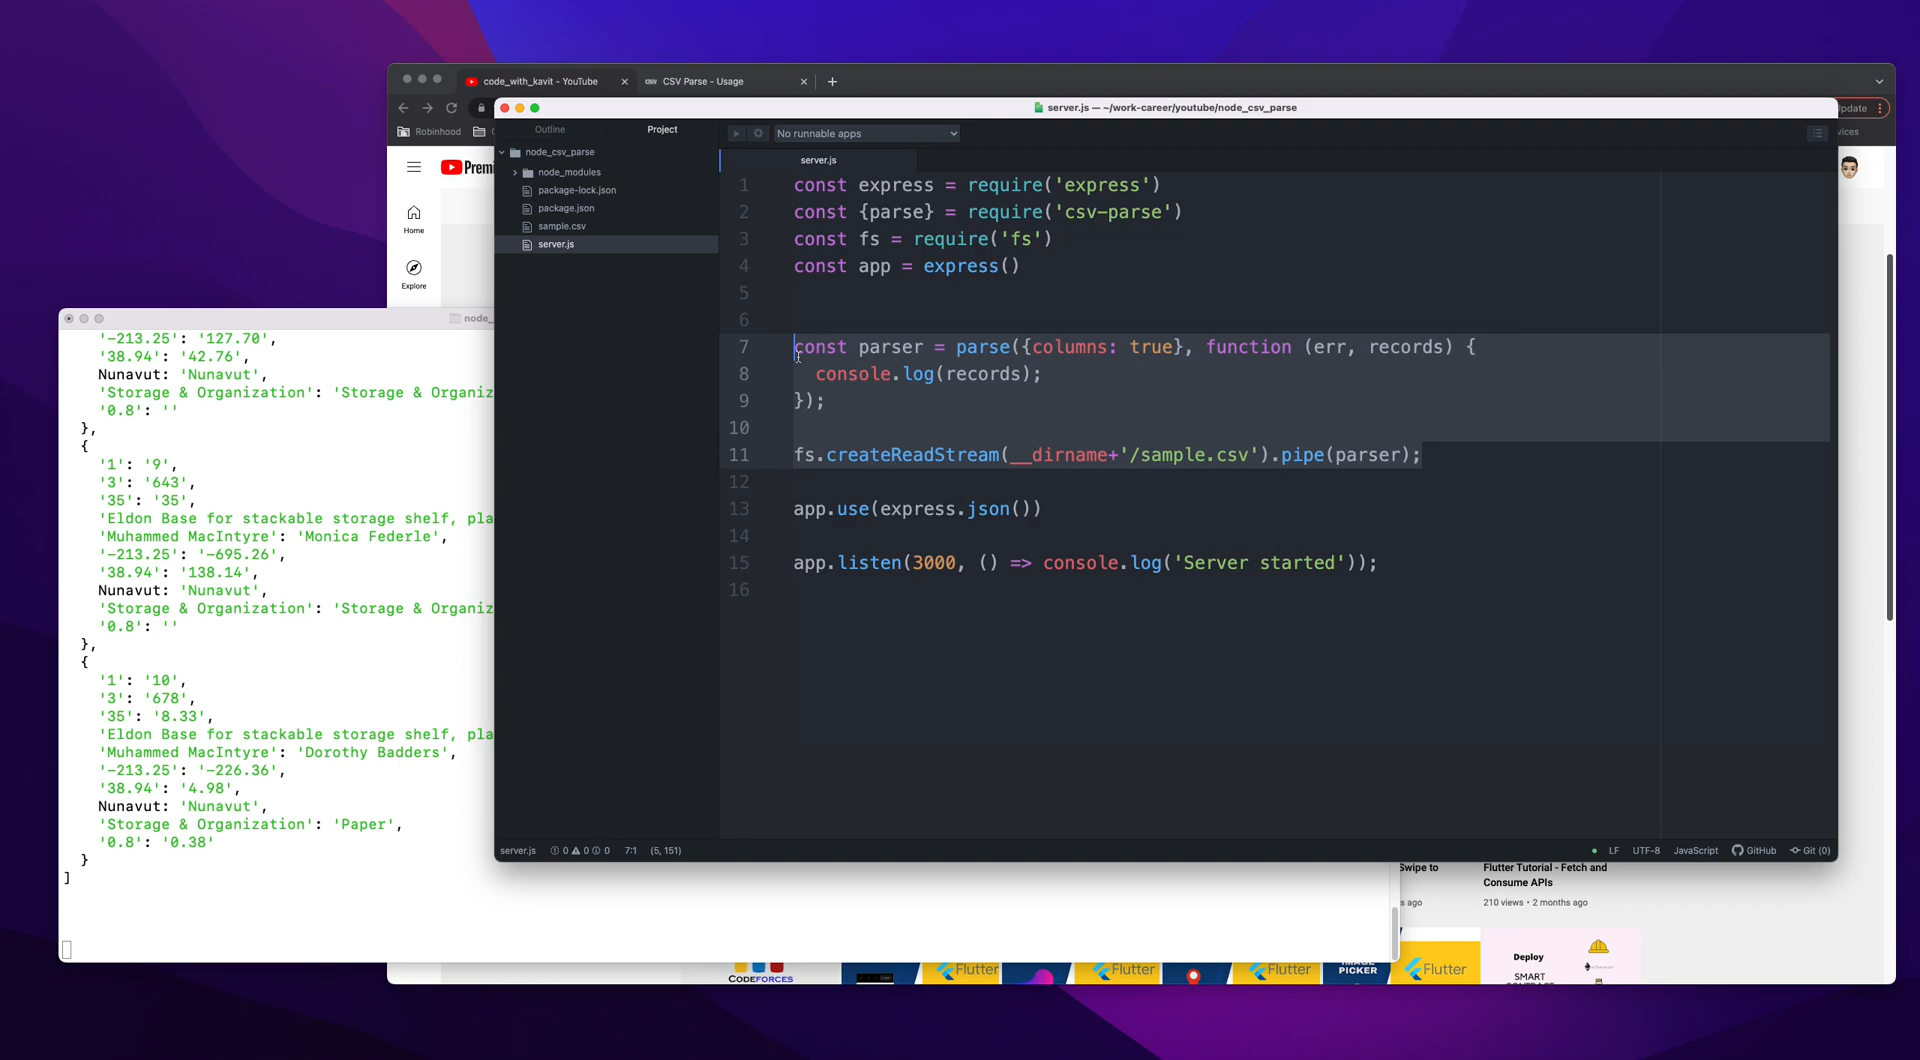 code_with_kavit - YouTube
CSV Parse - Usage
server.js — ~/work-career/youtube/node_csv_parse
Update
Robinhood
vices
Outline
Project
No runnable apps
Premi
Home
Explore
node_csv_parse
node_modules
package-lock.json
package.json
sample.csv
server.js
server.js
1 const express = require('express')
2 const {parse} = require('csv-parse')
3 const fs = require('fs')
4 const app = express()
5
6
7 const parser = parse({columns: true}, function (err, records) {
8 console.log(records);
9 });
10
11 fs.createReadStream(__dirname+'/sample.csv').pipe(parser);
12
13 app.use(express.json())
14
15 app.listen(3000, () => console.log('Server started'));
16
server.js 0 0 0 7:1 (5, 151)
LF UTF-8 JavaScript GitHub Git (0)
node_
'-213.25': '127.70',
'38.94': '42.76',
Nunavut: 'Nunavut',
'Storage & Organization': 'Storage & Organiz
'0.8': ''
},
{
'1': '9',
'3': '643',
'35': '35',
'Eldon Base for stackable storage shelf, pla
'Muhammed MacIntyre': 'Monica Federle',
'-213.25': '-695.26',
'38.94': '138.14',
Nunavut: 'Nunavut',
'Storage & Organization': 'Storage & Organiz
'0.8': ''
},
{
'1': '10',
'3': '678',
'35': '8.33',
'Eldon Base for stackable storage shelf, pla
'Muhammed MacIntyre': 'Dorothy Badders',
'-213.25': '-226.36',
'38.94': '4.98',
Nunavut: 'Nunavut',
'Storage & Organization': 'Paper',
'0.8': '0.38'
}
]
Swipe to
s ago
Flutter Tutorial - Fetch and
Consume APIs
210 views • 2 months ago
CODEFORCES
Flutter
Flutter
Flutter
IMAGE
PICKER
Flutter
Deploy
SMART
CONTRACT